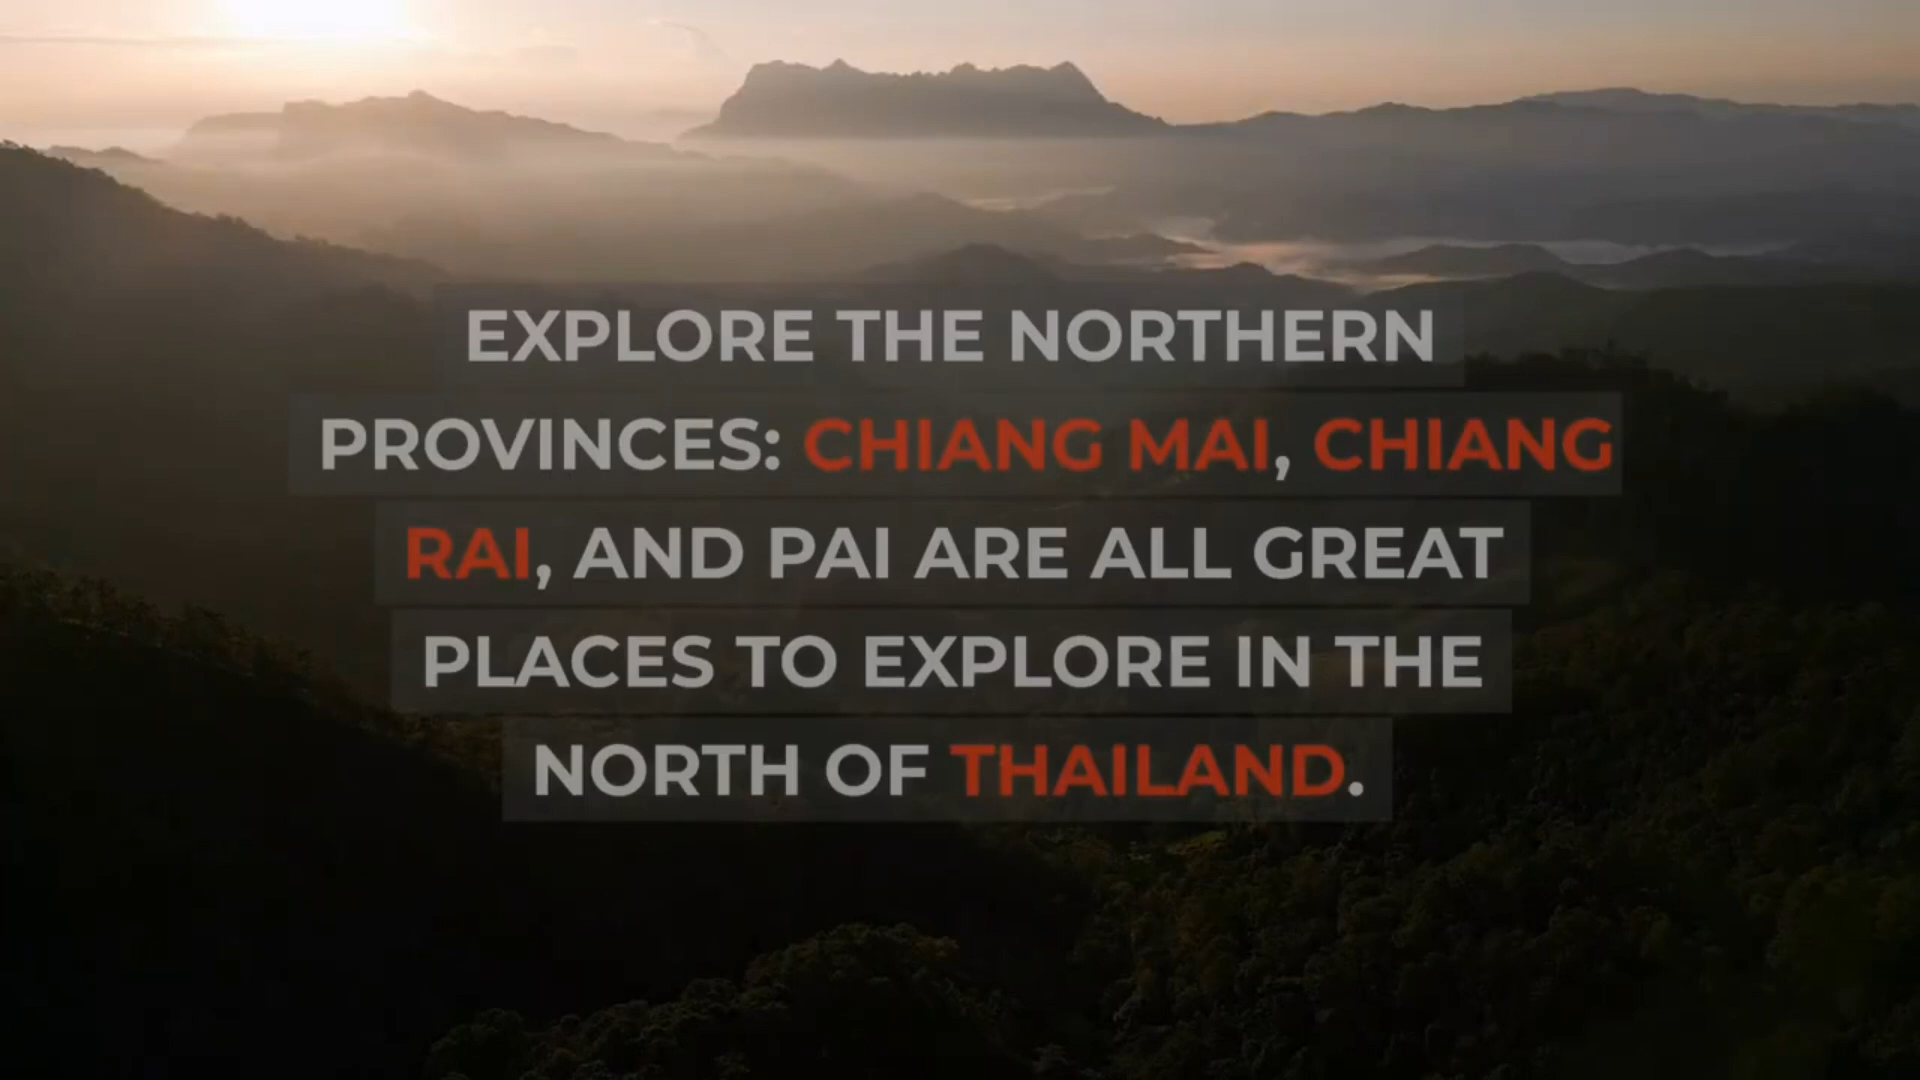 EXPLORE THE NORTHERN
PROVINCES: CHIANG MAI, CHIANG
RAI, AND PAI ARE ALL GREAT
PLACES TO EXPLORE IN THE
NORTH OF THAILAND.